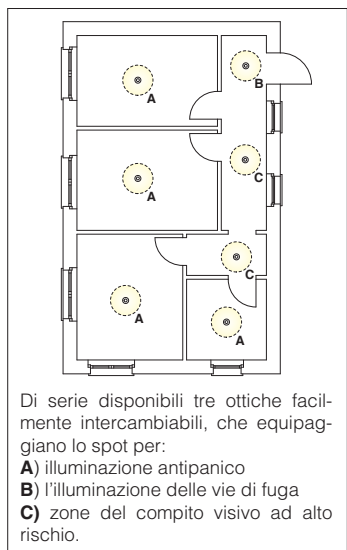 A
B
A
C
C
A
A
Di serie disponibili tre ottiche facil-
mente intercambiabili, che equipag-
giano lo spot per:
A) illuminazione antipanico
B) l'illuminazione delle vie di fuga
C) zone del compito visivo ad alto
rischio.